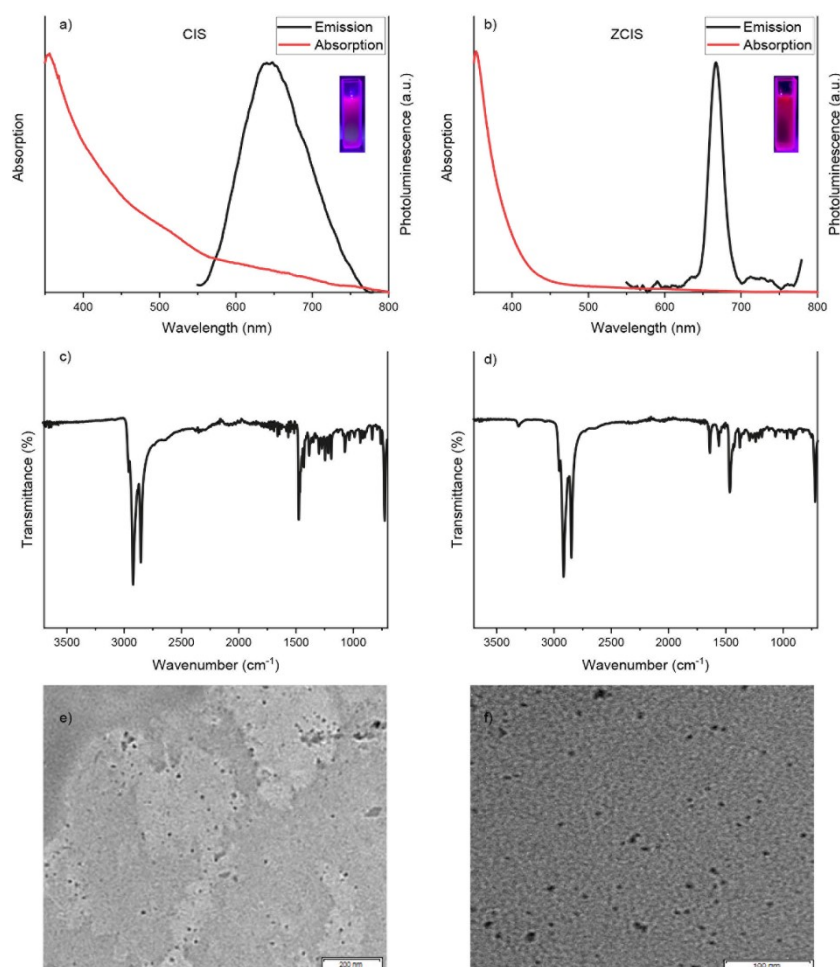 a)
CIS
Emission
Absorption
Absorption
Photoluminescence (a.u.)
400
500
600
700
800
Wavelength (nm)
b)
ZCIS
Emission
Absorption
Absorption
Photoluminescence (a.u.)
400
500
600
700
800
Wavelength (nm)
c)
Transmittance (%)
3500
3000
2500
2000
1500
1000
Wavenumber (cm⁻¹)
d)
Transmittance (%)
3500
3000
2500
2000
1500
1000
Wavenumber (cm⁻¹)
e)
200 nm
f)
100 nm